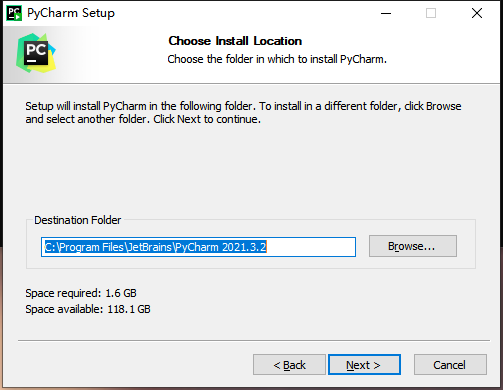 PyCharm Setup
PC
Choose Install Location
Choose the folder in which to install PyCharm.
PC
Setup will install PyCharm in the following folder. To install in a different folder, click Browse
and select another folder. Click Next to continue.
Destination Folder
C:\Program Files\JetBrains\PyCharm 2021.3.2
Browse...
Space required: 1.6 GB
Space available: 118.1 GB
< Back
Next >
Cancel